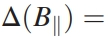 Δ(B∥) =